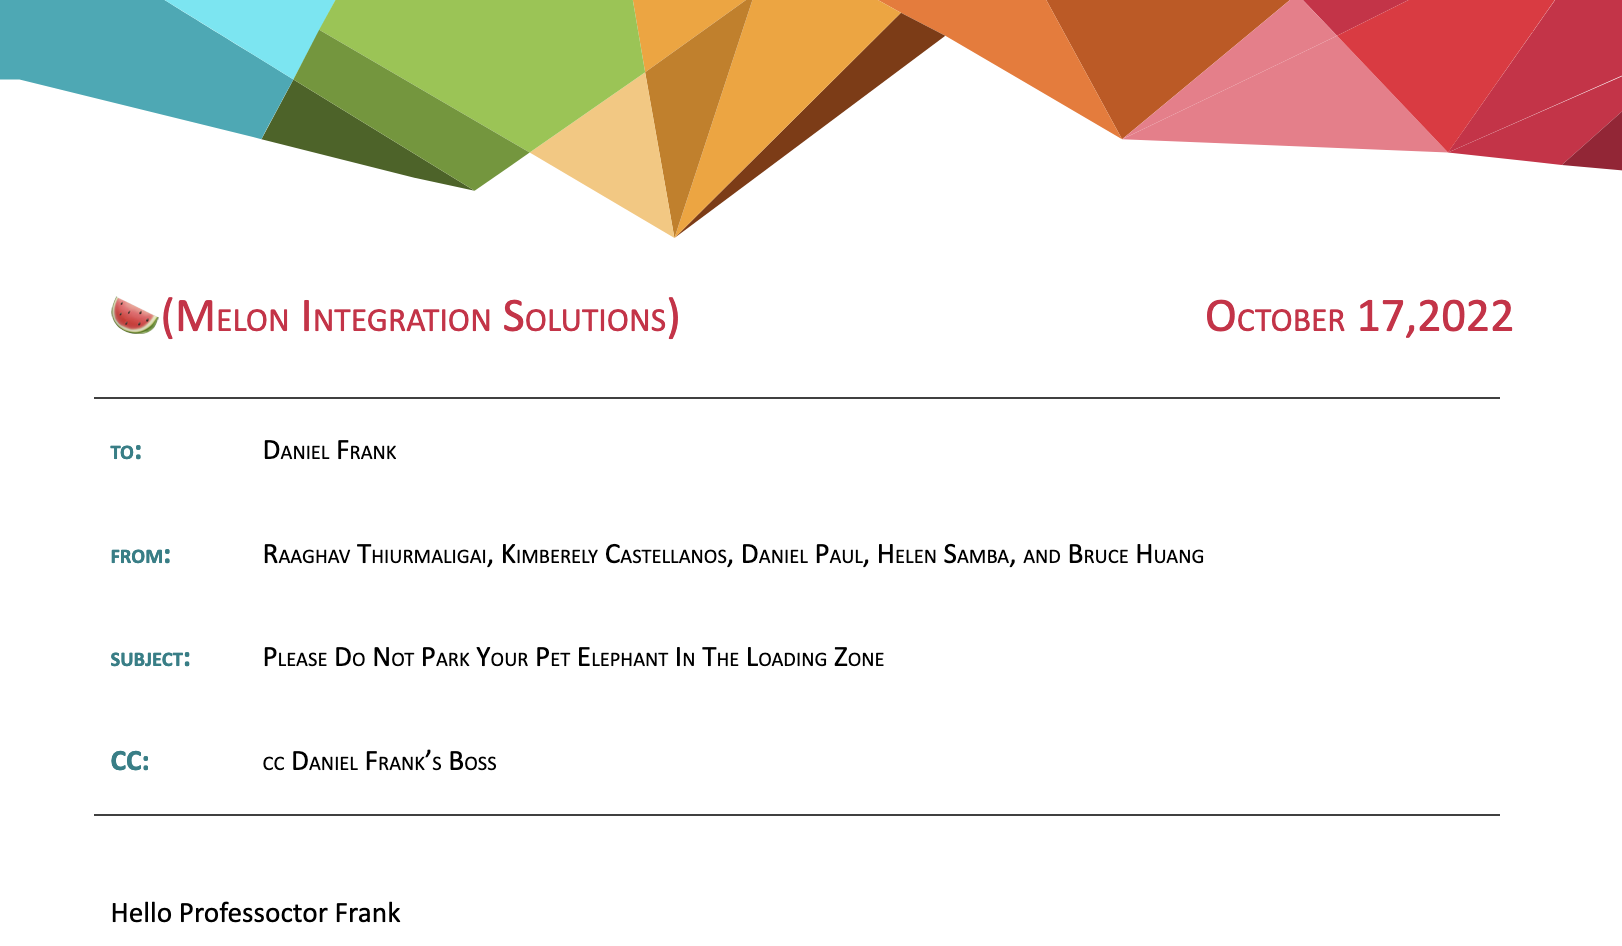 🍉(Melon Integration Solutions) October 17,2022
TO: Daniel Frank
FROM: Raaghav Thiurmaligai, Kimberely Castellanos, Daniel Paul, Helen Samba, and Bruce Huang
SUBJECT: Please Do Not Park Your Pet Elephant In The Loading Zone
CC: cc Daniel Frank’s Boss
Hello Professoctor Frank